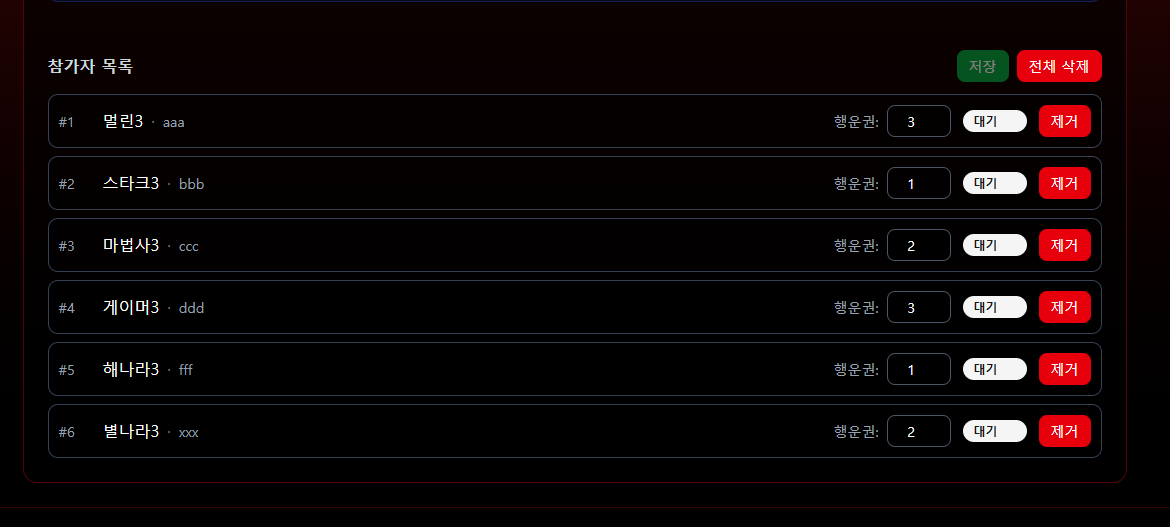 참가자 목록 저장 전체 삭제
#1 멀린3 · aaa 행운권: 3 대기 제거
#2 스타크3 · bbb 행운권: 1 대기 제거
#3 마법사3 · ccc 행운권: 2 대기 제거
#4 게이머3 · ddd 행운권: 3 대기 제거
#5 해나라3 · fff 행운권: 1 대기 제거
#6 별나라3 · xxx 행운권: 2 대기 제거